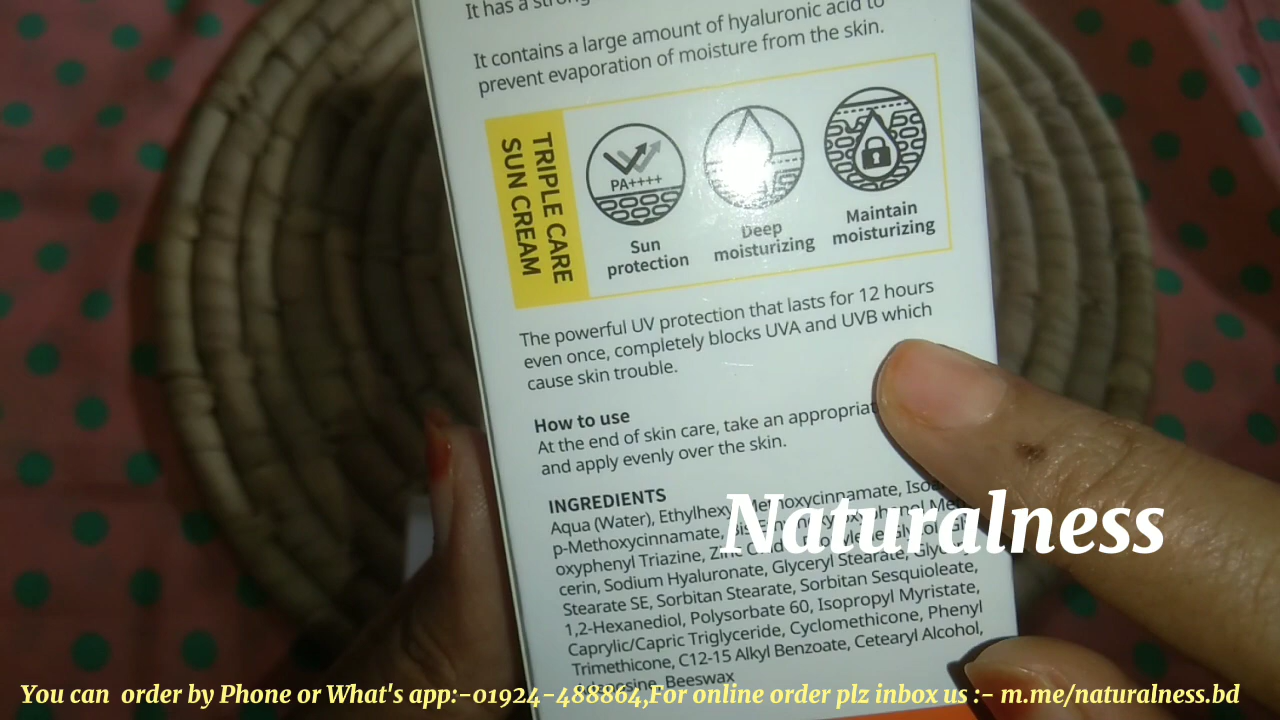 It has a strong
It contains a large amount of hyaluronic acid to
prevent evaporation of moisture from the skin.
TRIPLE CARE
SUN CREAM
PA++++
Sun
protection
Deep
moisturizing
Maintain
moisturizing
The powerful UV protection that lasts for 12 hours
even once, completely blocks UVA and UVB which
cause skin trouble.
How to use
At the end of skin care, take an appropriat
and apply evenly over the skin.
INGREDIENTS
Aqua (Water), Ethylhexyl Methoxycinnamate,
p-Methoxycinnamate,
oxyphenyl Triazine, Zinc
cerin, Sodium Hyaluronate, Glyceryl Stearate,
Stearate SE, Sorbitan Stearate, Sorbitan Sesquioleate,
1,2-Hexanediol, Polysorbate 60, Isopropyl Myristate,
Caprylic/Capric Triglyceride, Cyclomethicone, Phenyl
Trimethicone, C12-15 Alkyl Benzoate, Cetearyl Alcohol,
Beeswax
Naturalness
You can order by Phone or What's app:-01924-488864,For online order plz inbox us :- m.me/naturalness.bd